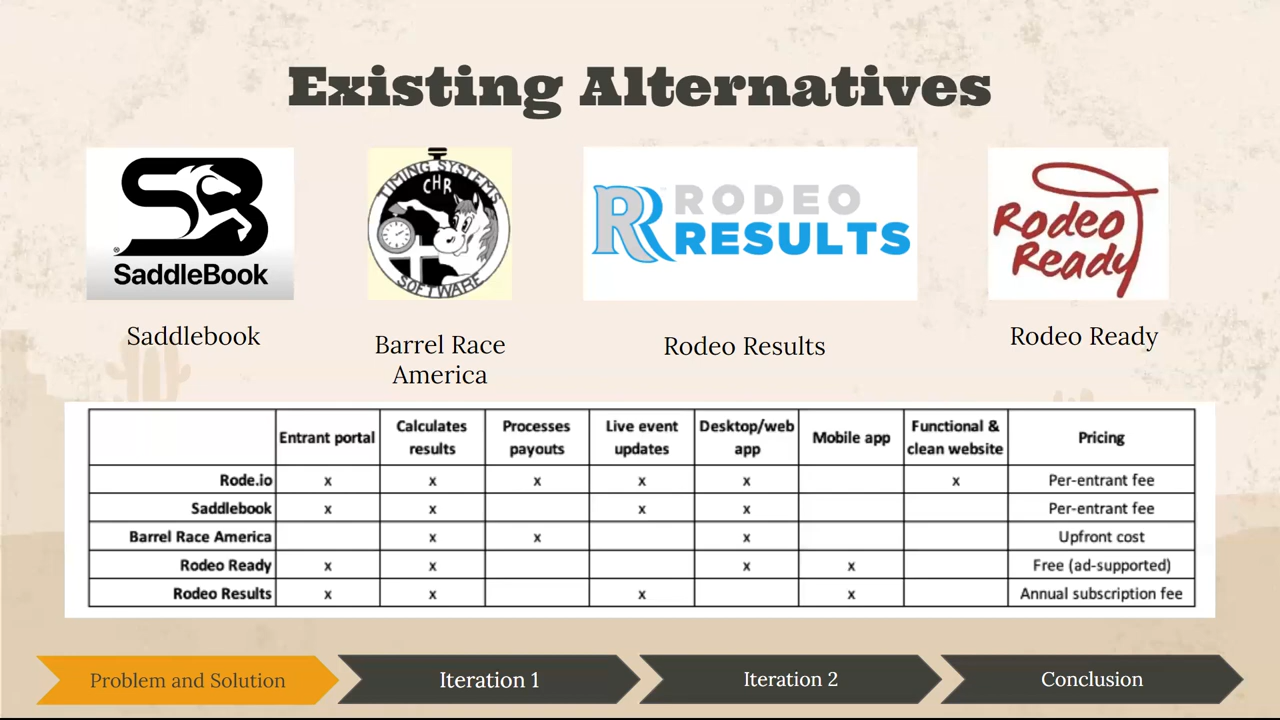 Existing Alternatives
SB
®
SaddleBook
TIMING SYSTEMS
CHR
SOFTWARE
R RODEO
RESULTS
Rodeo
Ready
Saddlebook
Barrel Race
America
Rodeo Results
Rodeo Ready
Entrant portal Calculates results Processes payouts Live event updates Desktop/web app Mobile app Functional & clean website Pricing
Rode.io x x x x x x Per-entrant fee
Saddlebook x x x x Per-entrant fee
Barrel Race America x x x Upfront cost
Rodeo Ready x x x x Free (ad-supported)
Rodeo Results x x x x Annual subscription fee
Problem and Solution Iteration 1 Iteration 2 Conclusion